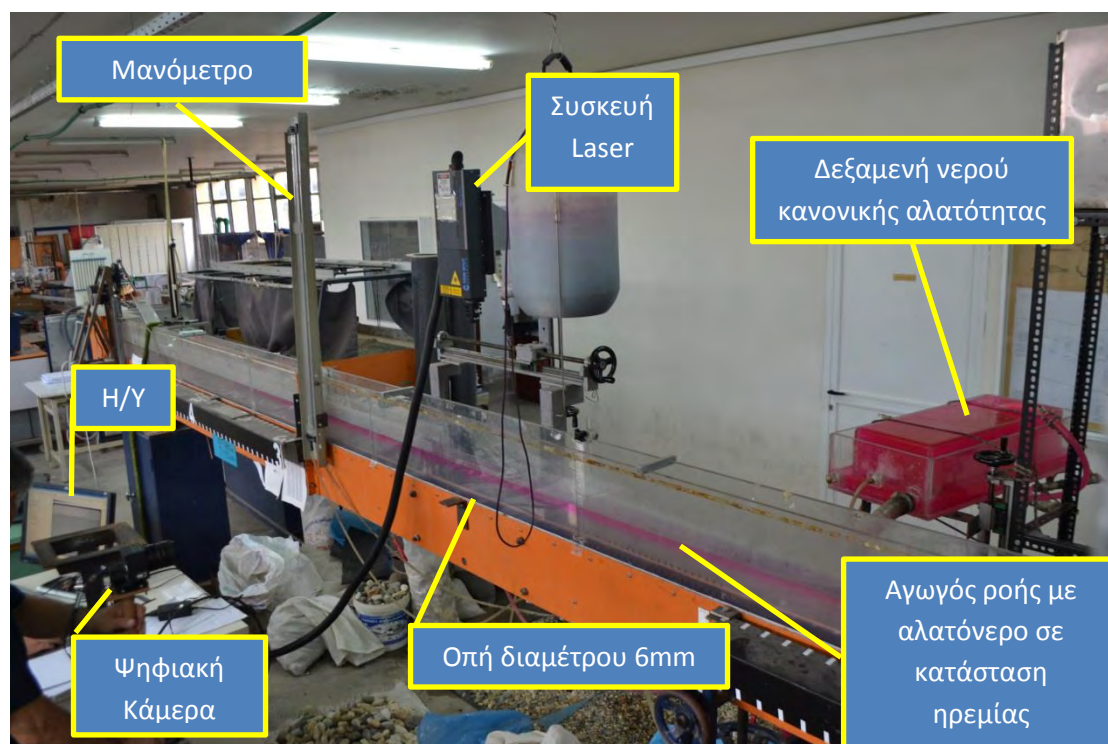 Μανόμετρο
Συσκευή
Laser
Δεξαμενή νερού
κανονικής αλατότητας
Η/Υ
Ψηφιακή
Κάμερα
Οπή διαμέτρου 6mm
Αγωγός ροής με
αλατόνερο σε
κατάσταση
ηρεμίας